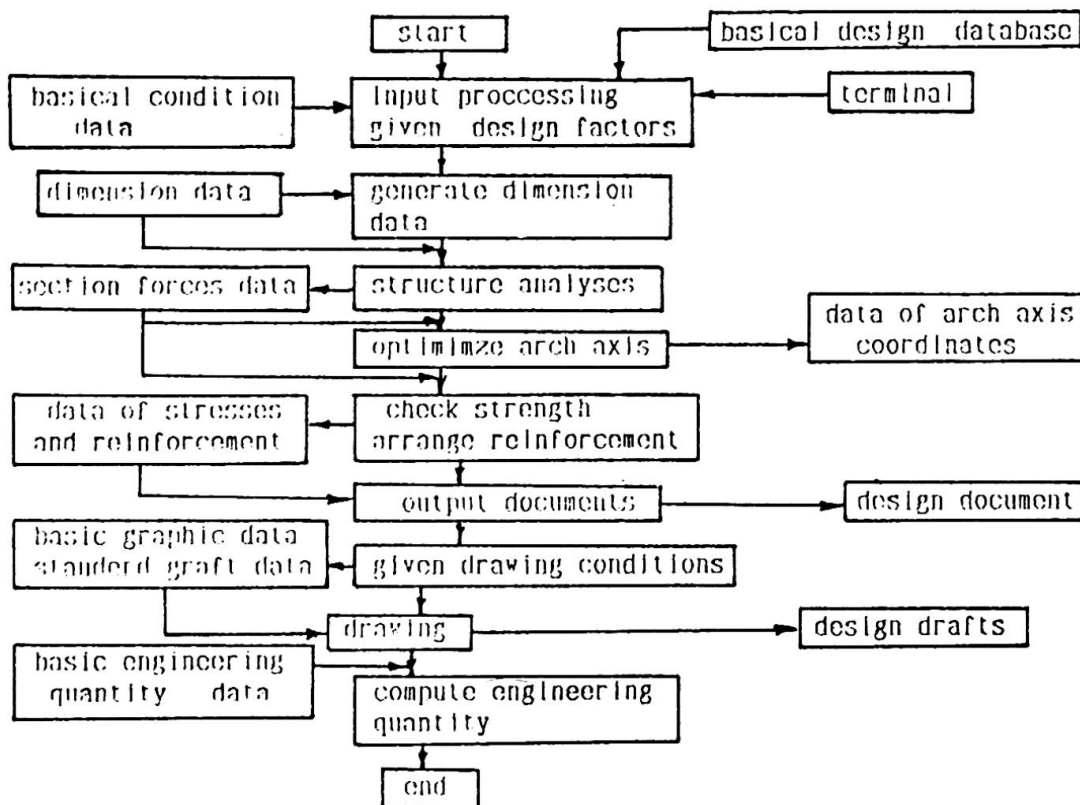 start
basical design database
basical condition
data
input proccessing
given design factors
terminal
dimension data
generate dimension
data
section forces data
structure analyses
data of arch axis
coordinates
optimimze arch axis
data of stresses
and reinforcement
check strength
arrange reinforcement
output documents
design document
basic graphic data
standerd graft data
given drawing conditions
drawing
design drafts
basic engineering
quantity data
compute engineering
quantity
end